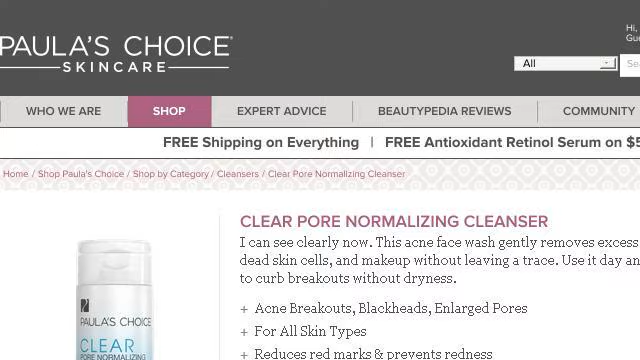 PAULA'S CHOICE®
SKINCARE
Hi,
All
WHO WE ARE
SHOP
EXPERT ADVICE
BEAUTYPEDIA REVIEWS
COMMUNITY
FREE Shipping on Everything | FREE Antioxidant Retinol Serum on $5
Home / Shop Paula's Choice / Shop by Category / Cleansers / Clear Pore Normalizing Cleanser
CLEAR PORE NORMALIZING CLEANSER
I can see clearly now. This acne face wash gently removes excess
dead skin cells, and makeup without leaving a trace. Use it day an
to curb breakouts without dryness.
+ Acne Breakouts, Blackheads, Enlarged Pores
+ For All Skin Types
+ Reduces red marks & prevents redness
PAULA'S CHOICE
CLEAR
PORE NORMALIZING